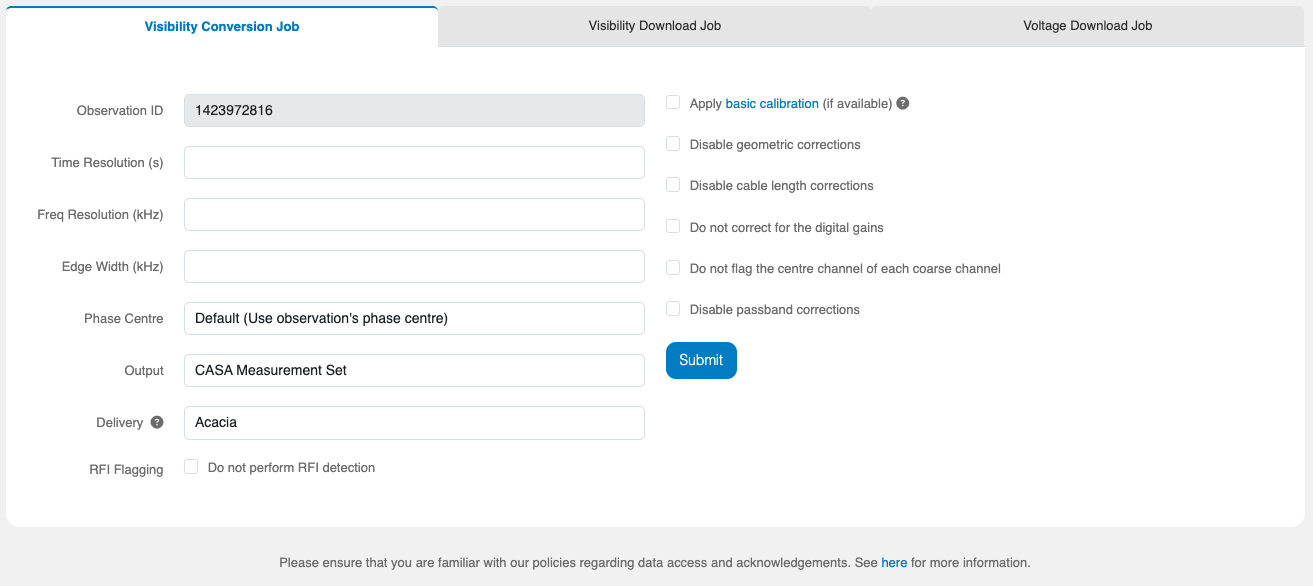 Visibility Conversion Job
Visibility Download Job
Voltage Download Job
Observation ID
1423972816
Time Resolution (s)
Freq Resolution (kHz)
Edge Width (kHz)
Phase Centre
Default (Use observation's phase centre)
Output
CASA Measurement Set
Delivery ?
Acacia
RFI Flagging
Do not perform RFI detection
Apply basic calibration (if available) ?
Disable geometric corrections
Disable cable length corrections
Do not correct for the digital gains
Do not flag the centre channel of each coarse channel
Disable passband corrections
Submit
Please ensure that you are familiar with our policies regarding data access and acknowledgements. See here for more information.